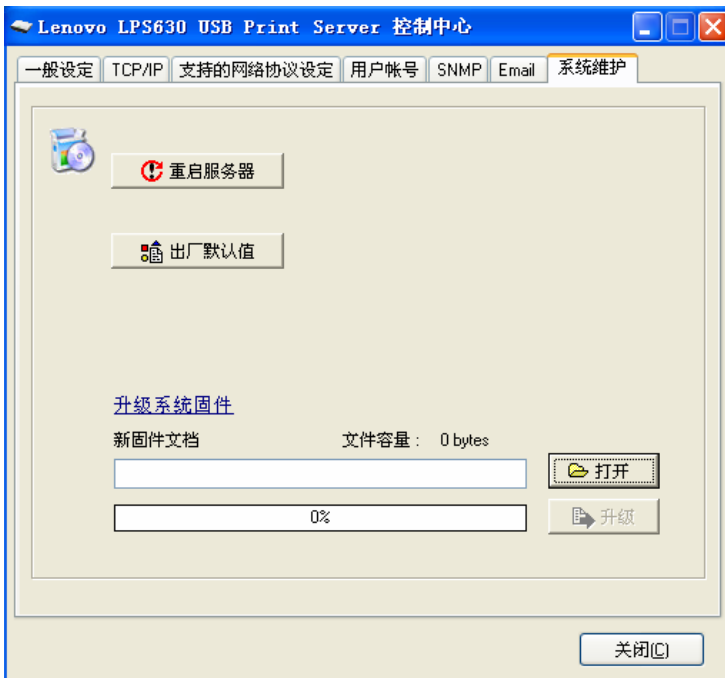 Lenovo LPS630 USB Print Server 控制中心
一般设定 TCP/IP 支持的网络协议设定 用户帐号 SNMP Email 系统维护
重启服务器
出厂默认值
升级系统固件
新固件文档 文件容量： 0 bytes
打开
0% 升级
关闭(C)